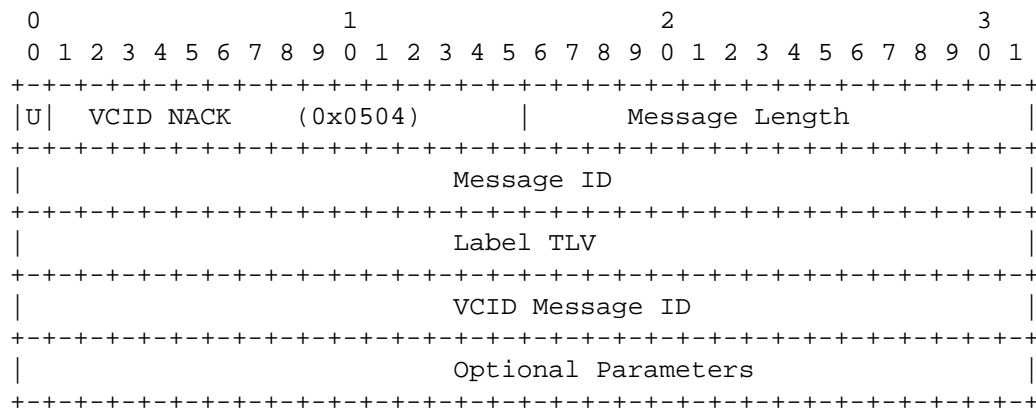 0                   1                   2                   3
 0 1 2 3 4 5 6 7 8 9 0 1 2 3 4 5 6 7 8 9 0 1 2 3 4 5 6 7 8 9 0 1
+-+-+-+-+-+-+-+-+-+-+-+-+-+-+-+-+-+-+-+-+-+-+-+-+-+-+-+-+-+-+-+-+
|U|  VCID NACK    (0x0504)      |      Message Length           |
+-+-+-+-+-+-+-+-+-+-+-+-+-+-+-+-+-+-+-+-+-+-+-+-+-+-+-+-+-+-+-+-+
|                           Message ID                          |
+-+-+-+-+-+-+-+-+-+-+-+-+-+-+-+-+-+-+-+-+-+-+-+-+-+-+-+-+-+-+-+-+
|                           Label TLV                           |
+-+-+-+-+-+-+-+-+-+-+-+-+-+-+-+-+-+-+-+-+-+-+-+-+-+-+-+-+-+-+-+-+
|                           VCID Message ID                     |
+-+-+-+-+-+-+-+-+-+-+-+-+-+-+-+-+-+-+-+-+-+-+-+-+-+-+-+-+-+-+-+-+
|                           Optional Parameters                 |
+-+-+-+-+-+-+-+-+-+-+-+-+-+-+-+-+-+-+-+-+-+-+-+-+-+-+-+-+-+-+-+-+